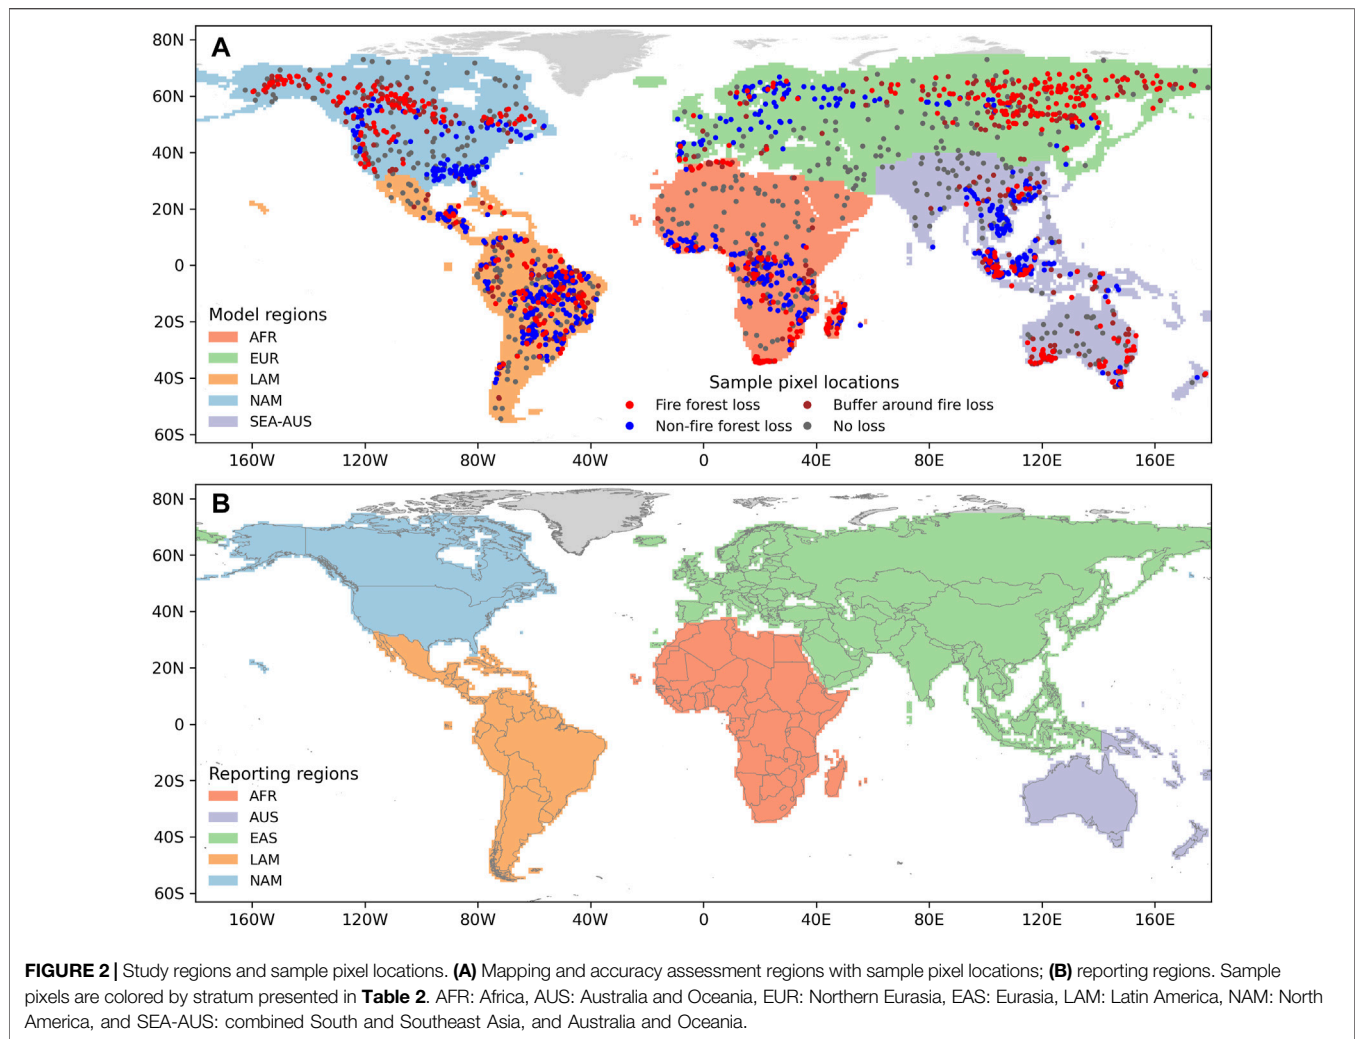 A
80N
60N
40N
20N
0
20S
40S
60S
Model regions
AFR
EUR
LAM
NAM
SEA-AUS
Sample pixel locations
Fire forest loss
Buffer around fire loss
Non-fire forest loss
No loss
160W 120W 80W 40W 0 40E 80E 120E 160E
B
80N
60N
40N
20N
0
20S
40S
60S
Reporting regions
AFR
AUS
EAS
LAM
NAM
160W 120W 80W 40W 0 40E 80E 120E 160E
FIGURE 2 | Study regions and sample pixel locations. (A) Mapping and accuracy assessment regions with sample pixel locations; (B) reporting regions. Sample
pixels are colored by stratum presented in Table 2. AFR: Africa, AUS: Australia and Oceania, EUR: Northern Eurasia, EAS: Eurasia, LAM: Latin America, NAM: North
America, and SEA-AUS: combined South and Southeast Asia, and Australia and Oceania.